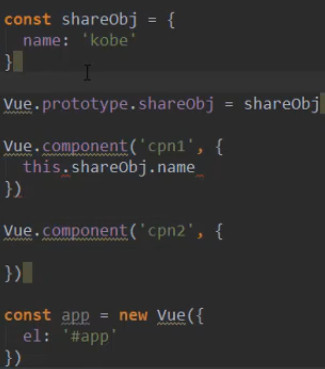 const shareObj = {
  name: 'kobe'
}
Vue.prototype.shareObj = shareObj
Vue.component('cpn1', {
  this.shareObj.name
})
Vue.component('cpn2', {
})
const app = new Vue({
  el: '#app'
})